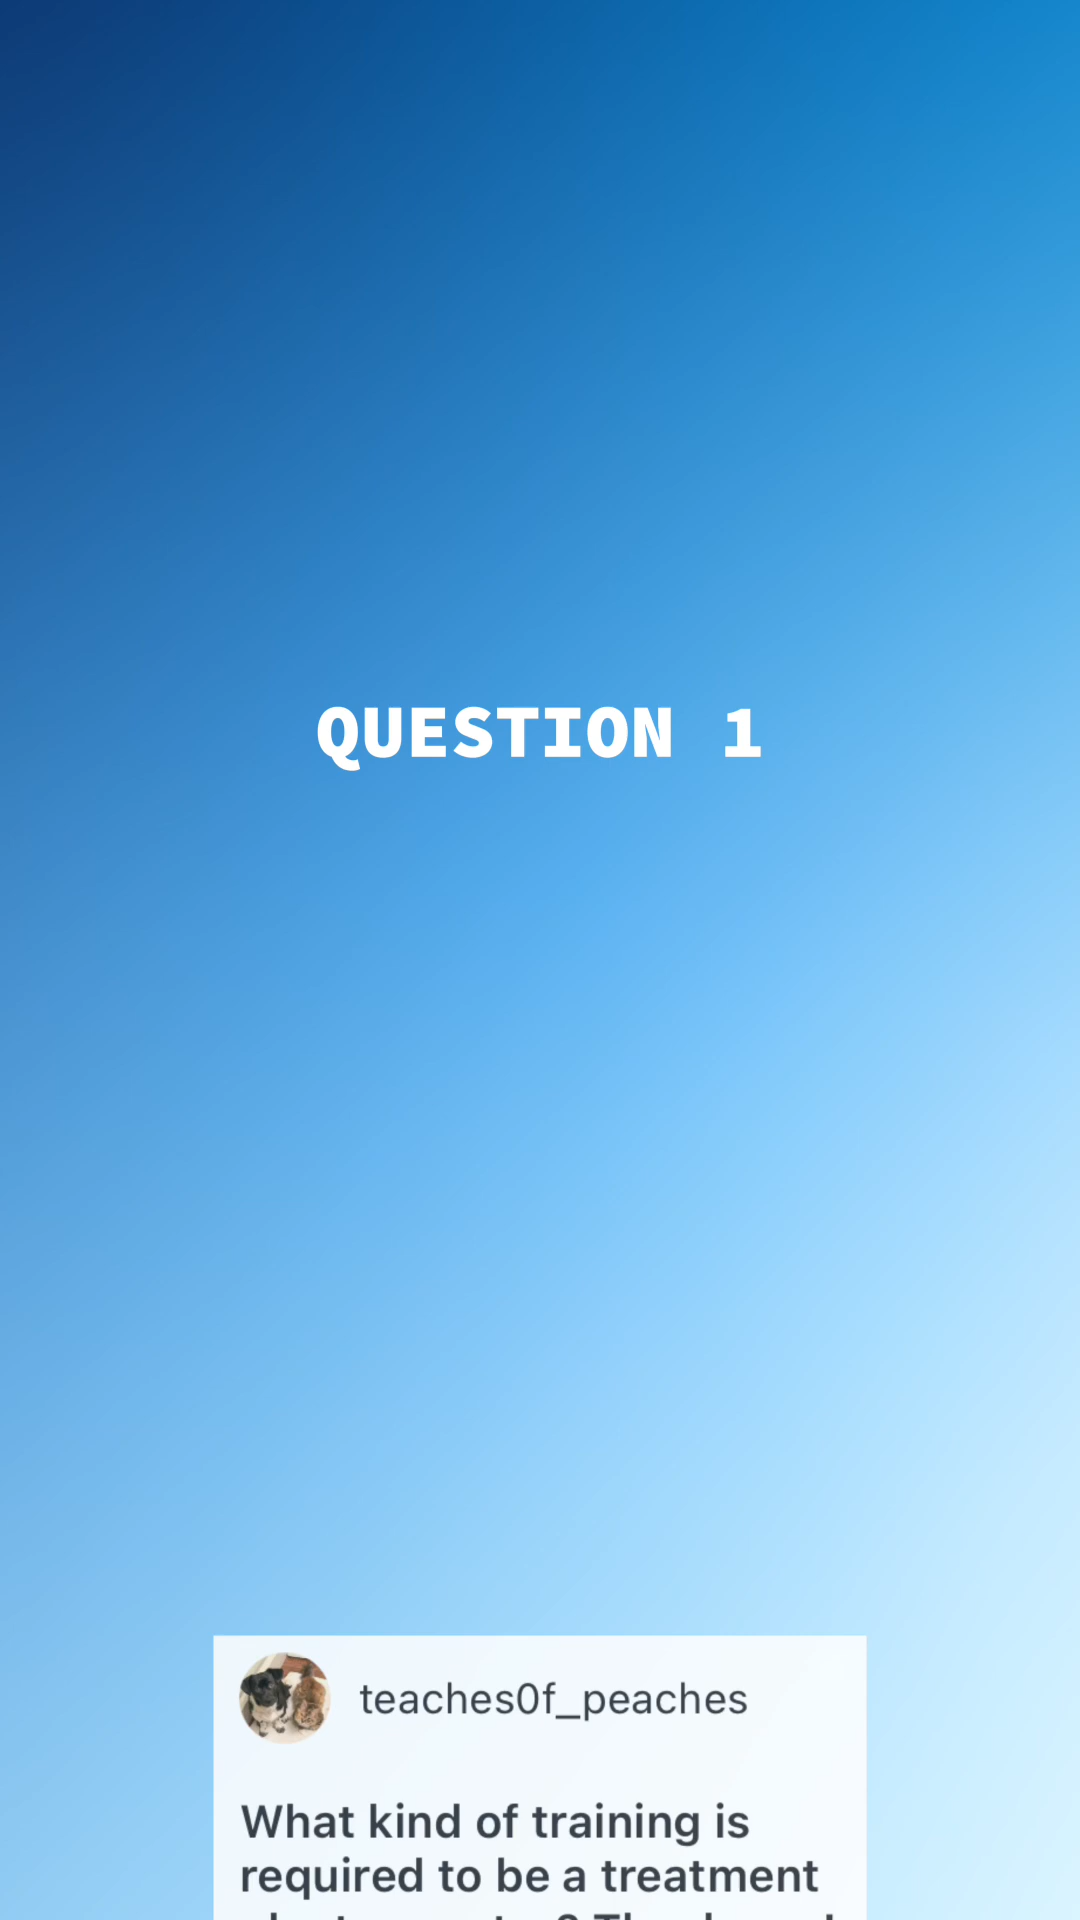 QUESTION 1
teaches0f_peaches
What kind of training is
required to be a treatment